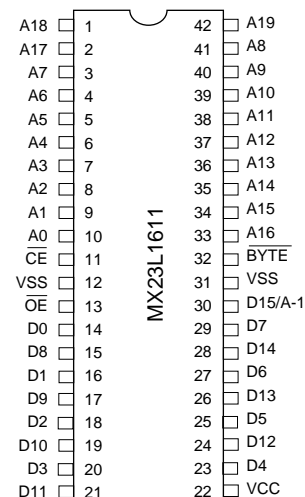 A18 1 42 A19
A17 2 41 A8
A7 3 40 A9
A6 4 39 A10
A5 5 38 A11
A4 6 37 A12
A3 7 36 A13
A2 8 35 A14
A1 9 34 A15
A0 10 33 A16
CE 11 32 BYTE
VSS 12 31 VSS
OE 13 30 D15/A-1
D0 14 29 D7
D8 15 28 D14
D1 16 27 D6
D9 17 26 D13
D2 18 25 D5
D10 19 24 D12
D3 20 23 D4
D11 21 22 VCC
MX23L1611